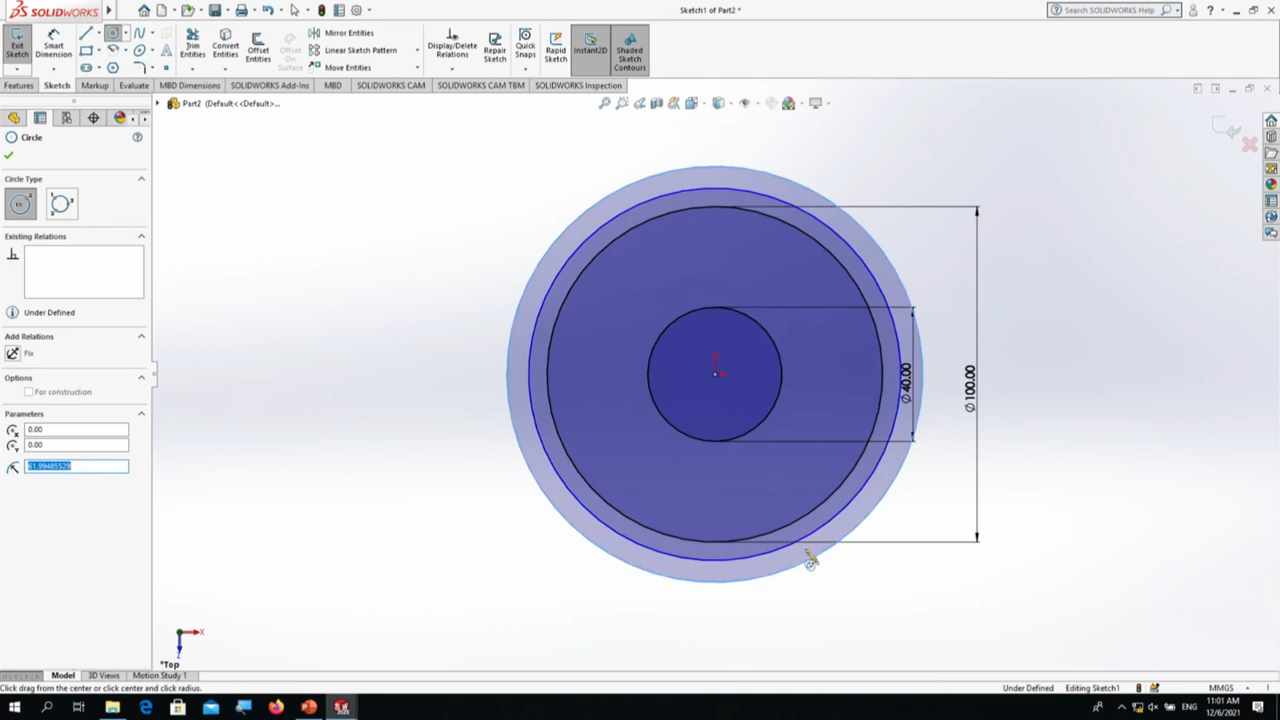 SOLIDWORKS
Sketch1 of Part2 *
Search SOLIDWORKS Help
Exit Sketch
Smart Dimension
Trim Entities
Convert Entities
Offset Entities
Offset On Surface
Mirror Entities
Linear Sketch Pattern
Move Entities
Display/Delete Relations
Repair Sketch
Quick Snaps
Rapid Sketch
Instant2D
Shaded Sketch Contours
Features
Sketch
Markup
Evaluate
MBD Dimensions
SOLIDWORKS Add-Ins
MBD
SOLIDWORKS CAM
SOLIDWORKS CAM TBM
SOLIDWORKS Inspection
Part2 (Default<<Default>...
Circle
Circle Type
Existing Relations
Under Defined
Add Relations
Fix
Options
For construction
Parameters
0.00
0.00
61.99485529
Ø40.00
Ø100.00
X
*Top
Model
3D Views
Motion Study 1
Click drag from the center or click center and click radius.
Under Defined
Editing Sketch1
MMGS
ENG
11:01 AM
12/6/2021